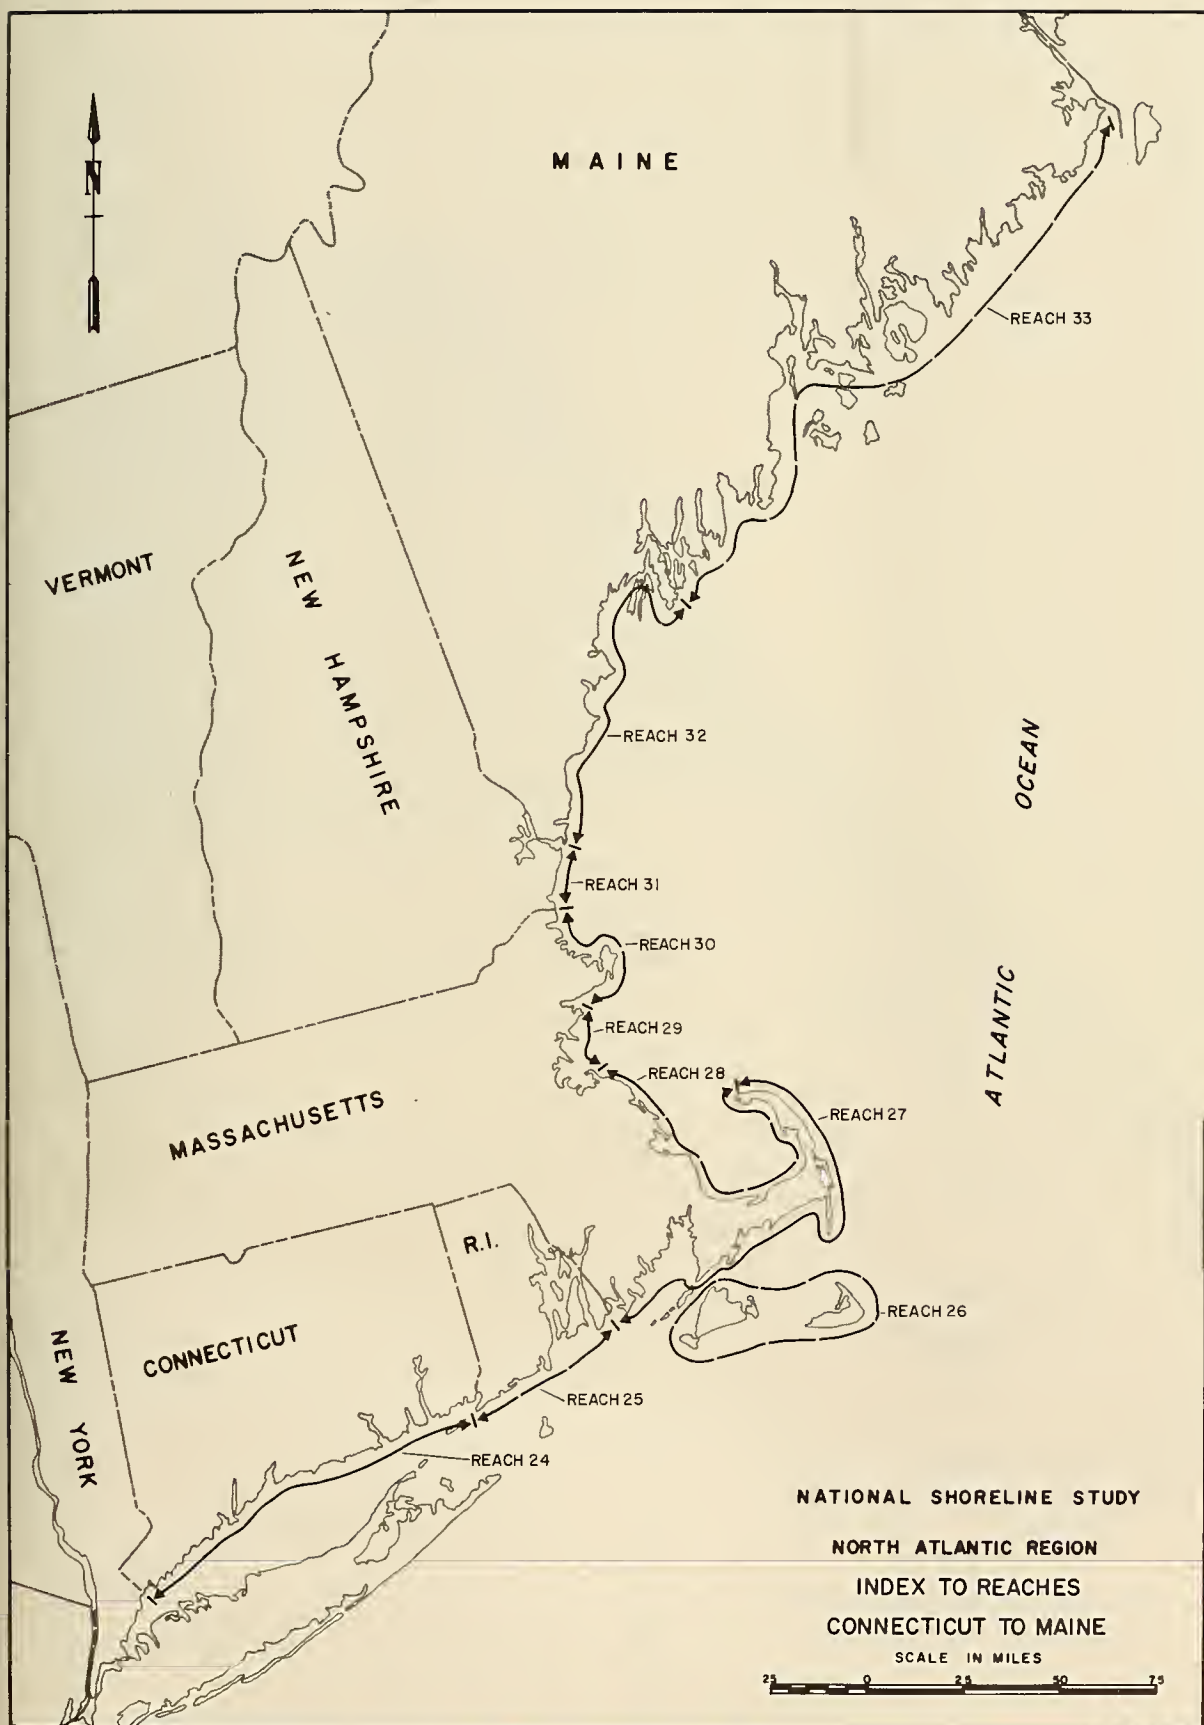 N
MAINE
REACH 33
VERMONT
NEW HAMPSHIRE
REACH 32
ATLANTIC OCEAN
REACH 31
REACH 30
REACH 29
REACH 28
REACH 27
MASSACHUSETTS
R.I.
REACH 26
CONNECTICUT
NEW YORK
REACH 25
REACH 24
NATIONAL SHORELINE STUDY
NORTH ATLANTIC REGION
INDEX TO REACHES
CONNECTICUT TO MAINE
SCALE IN MILES
25 0 25 50 75